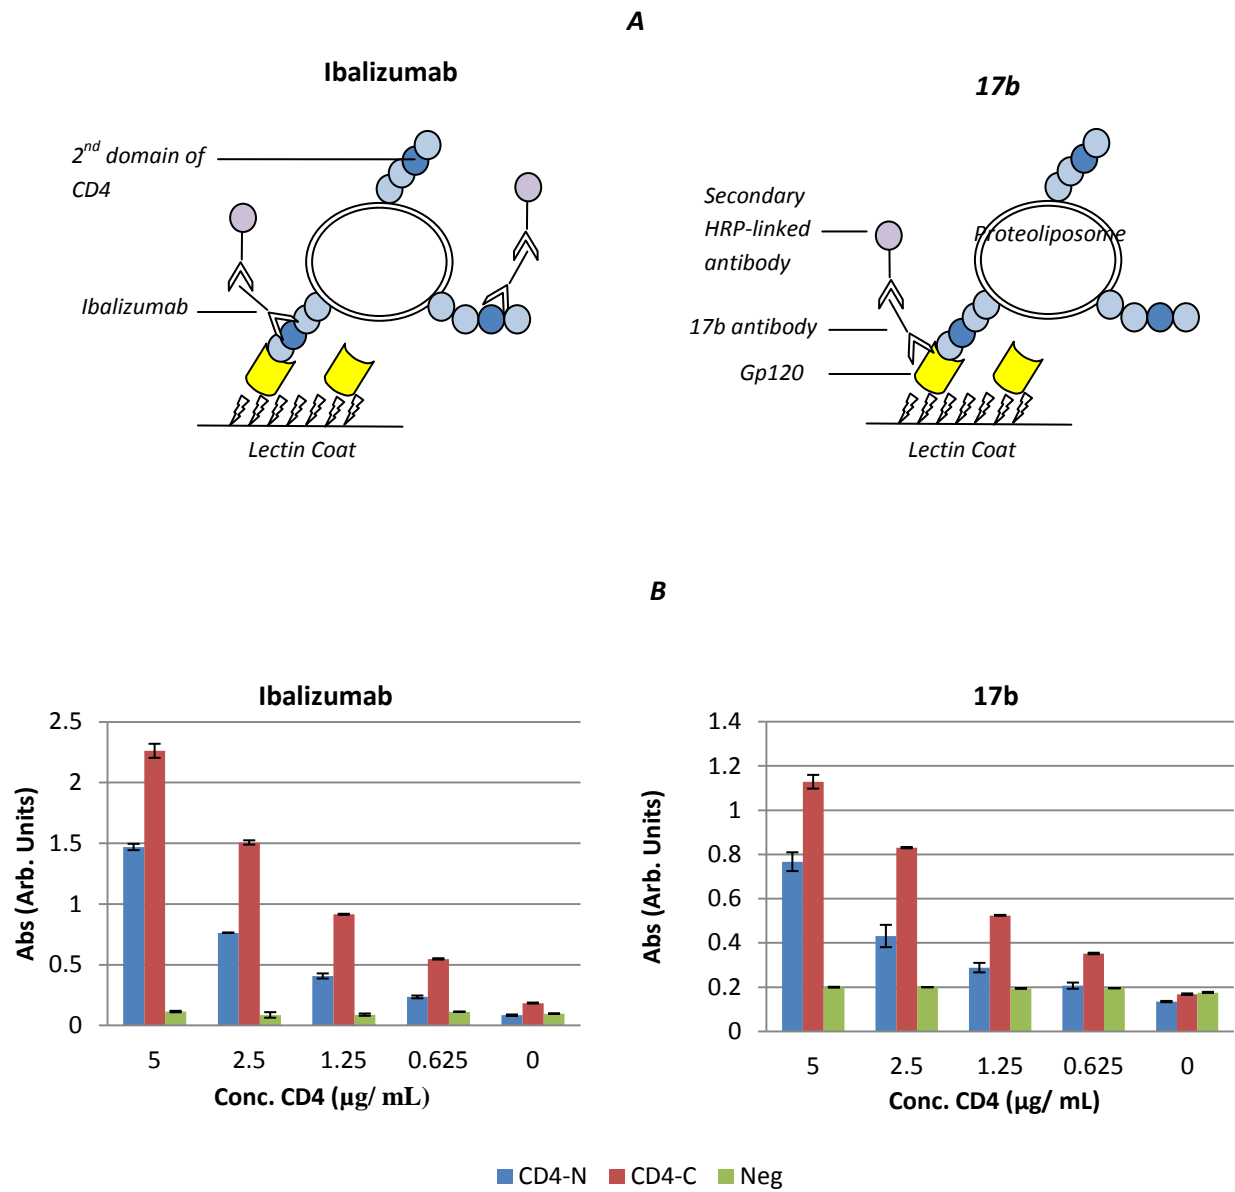 A
Ibalizumab
2nd domain of
CD4
Ibalizumab
Lectin Coat
17b
Secondary
HRP-linked
antibody
Proteoliposome
17b antibody
Gp120
Lectin Coat
B
Ibalizumab
Abs (Arb. Units)
2.5
2
1.5
1
0.5
0
5 2.5 1.25 0.625 0
Conc. CD4 (µg/ mL)
17b
Abs (Arb. Units)
1.4
1.2
1
0.8
0.6
0.4
0.2
0
5 2.5 1.25 0.625 0
Conc. CD4 (µg/ mL)
CD4-N CD4-C Neg